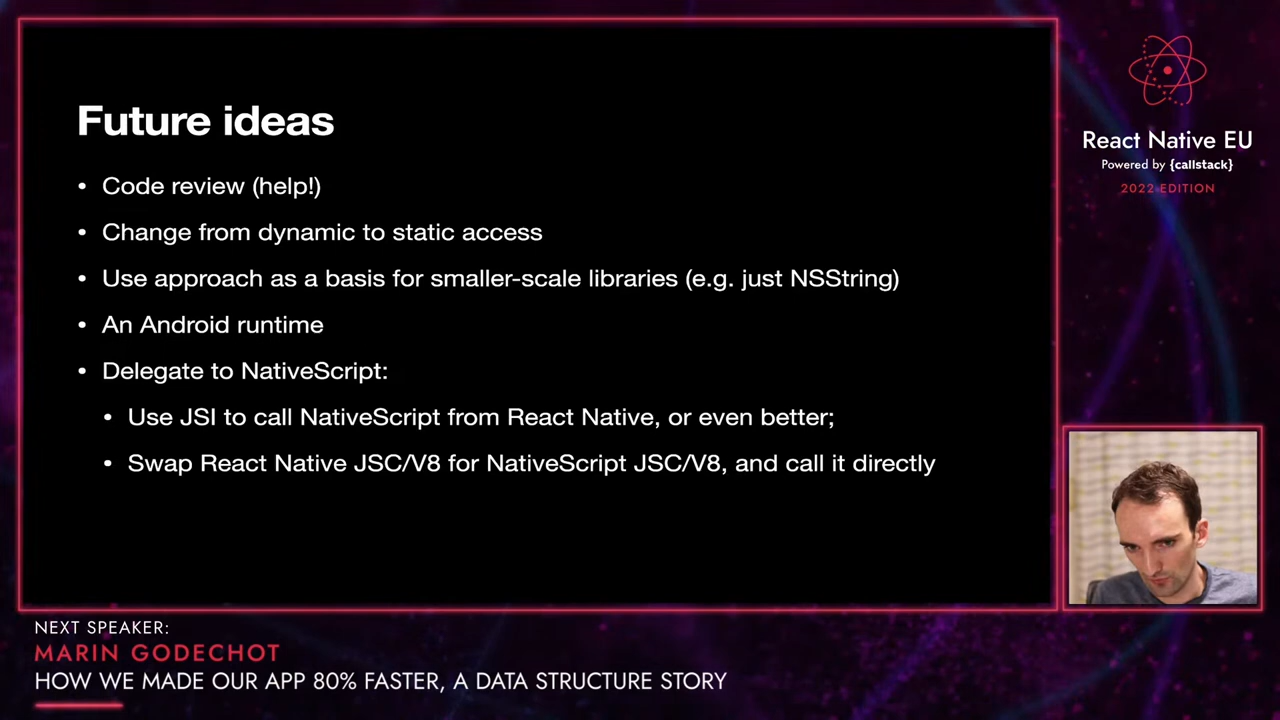 Future ideas
• Code review (help!)
• Change from dynamic to static access
• Use approach as a basis for smaller-scale libraries (e.g. just NSString)
• An Android runtime
• Delegate to NativeScript:
• Use JSI to call NativeScript from React Native, or even better;
• Swap React Native JSC/V8 for NativeScript JSC/V8, and call it directly
React Native EU
Powered by {callstack}
2022 EDITION
NEXT SPEAKER:
MARIN GODECHOT
HOW WE MADE OUR APP 80% FASTER, A DATA STRUCTURE STORY